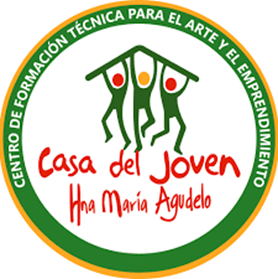 CENTRO DE FORMACIÓN TÉCNICA PARA EL ARTE Y EL EMPRENDIMIENTO
Casa del Joven
Hna María Agudelo